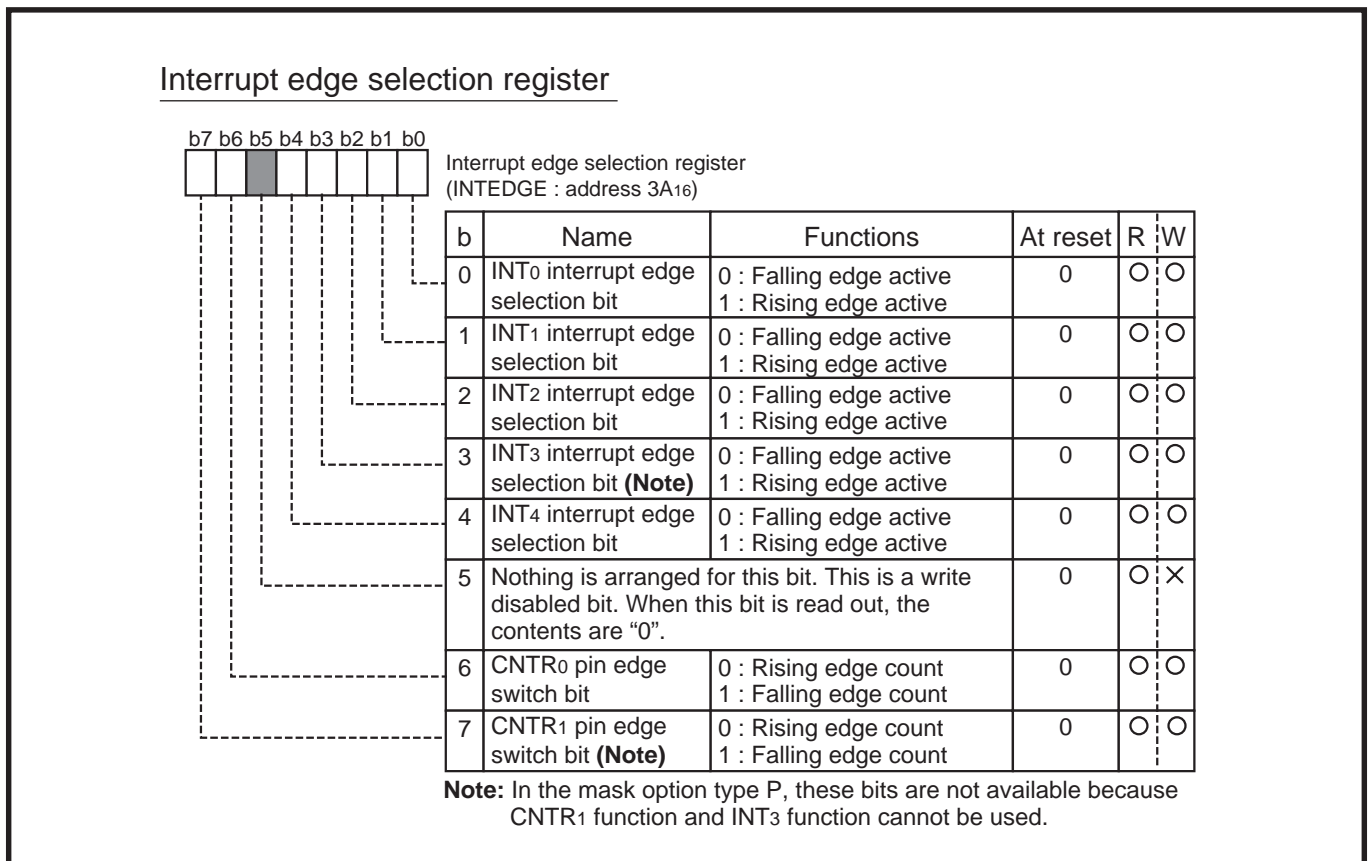 Interrupt edge selection register
b7 b6 b5 b4 b3 b2 b1 b0
Interrupt edge selection register
(INTEDGE : address 3A16)
b Name Functions At reset R W
0 INT0 interrupt edge selection bit 0 : Falling edge active 1 : Rising edge active 0 O O
1 INT1 interrupt edge selection bit 0 : Falling edge active 1 : Rising edge active 0 O O
2 INT2 interrupt edge selection bit 0 : Falling edge active 1 : Rising edge active 0 O O
3 INT3 interrupt edge selection bit (Note) 0 : Falling edge active 1 : Rising edge active 0 O O
4 INT4 interrupt edge selection bit 0 : Falling edge active 1 : Rising edge active 0 O O
5 Nothing is arranged for this bit. This is a write disabled bit. When this bit is read out, the contents are “0”. 0 O ×
6 CNTR0 pin edge switch bit 0 : Rising edge count 1 : Falling edge count 0 O O
7 CNTR1 pin edge switch bit (Note) 0 : Rising edge count 1 : Falling edge count 0 O O
Note: In the mask option type P, these bits are not available because
CNTR1 function and INT3 function cannot be used.